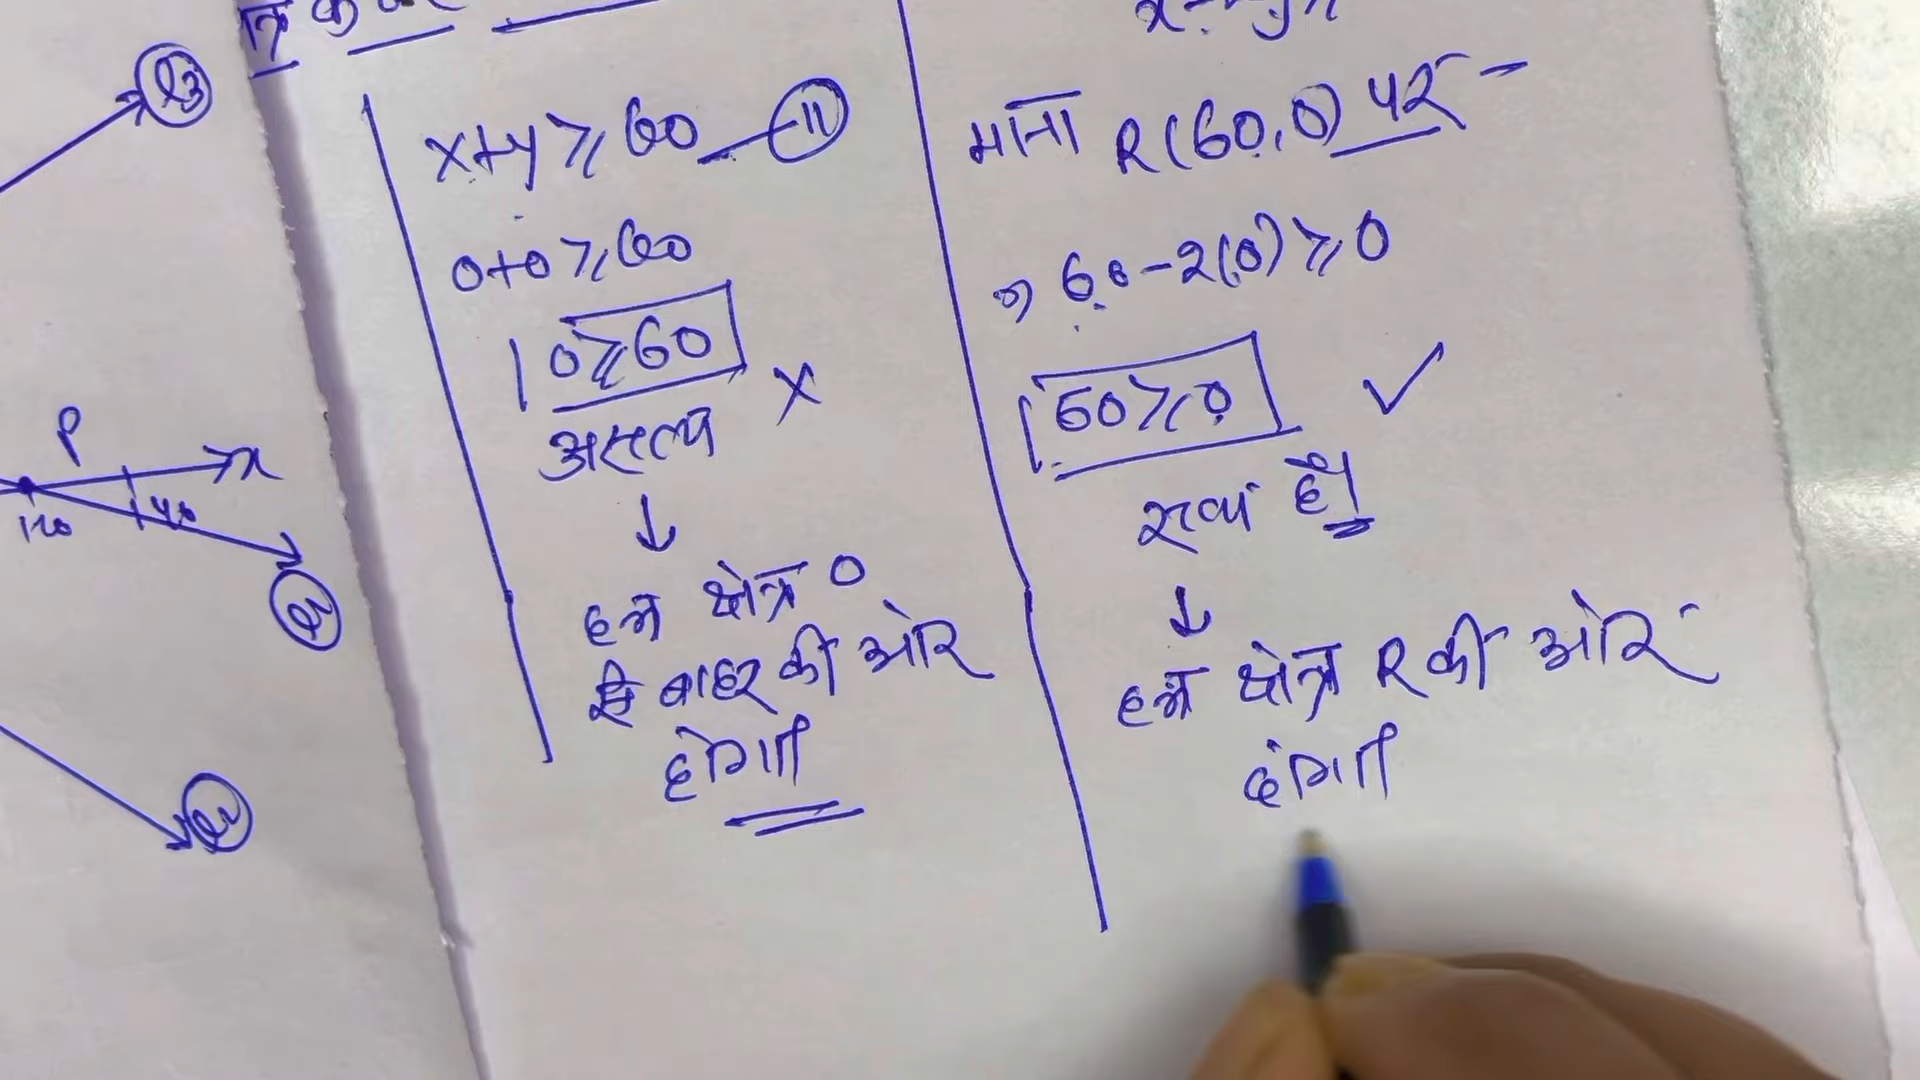 x+y ≥ 60 — (11)
0+0 ≥ 60
0 ≥ 60
असत्य ×
↓
हल क्षेत्र 0
से बाहर की ओर
होगा
माना R(60,0) पर -
60-2(0) ≥ 0
60 ≥ 0 ✓
सत्य है।
↓
हल क्षेत्र R की ओर
होगा
P
x
120